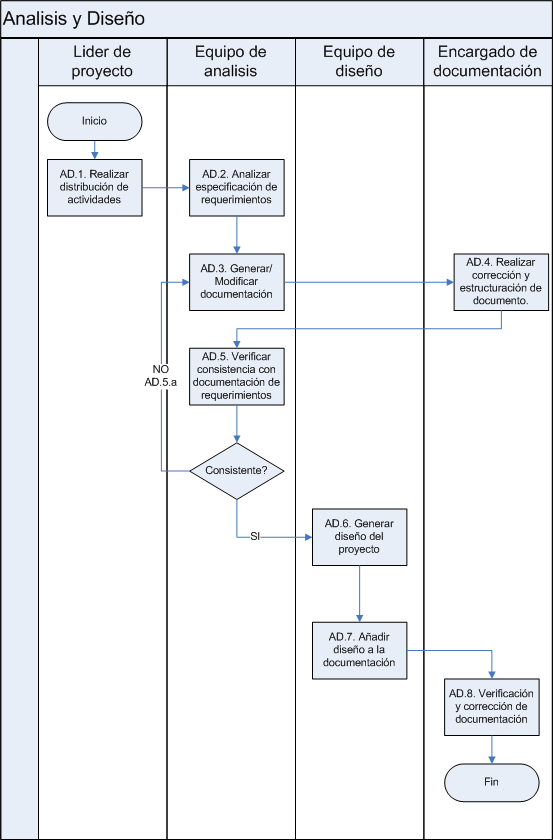 Analisis y Diseño
Lider de
proyecto
Equipo de
analisis
Equipo de
diseño
Encargado de
documentación
Inicio
AD.1. Realizar
distribución de
actividades
AD.2. Analizar
especificación de
requerimientos
AD.3. Generar/
Modificar
documentación
AD.4. Realizar
corrección y
estructuración de
documento.
AD.5. Verificar
consistencia con
documentación de
requerimientos
NO
AD.5.a
Consistente?
SI
AD.6. Generar
diseño del
proyecto
AD.7. Añadir
diseño a la
documentación
AD.8. Verificación
y corrección de
documentación
Fin